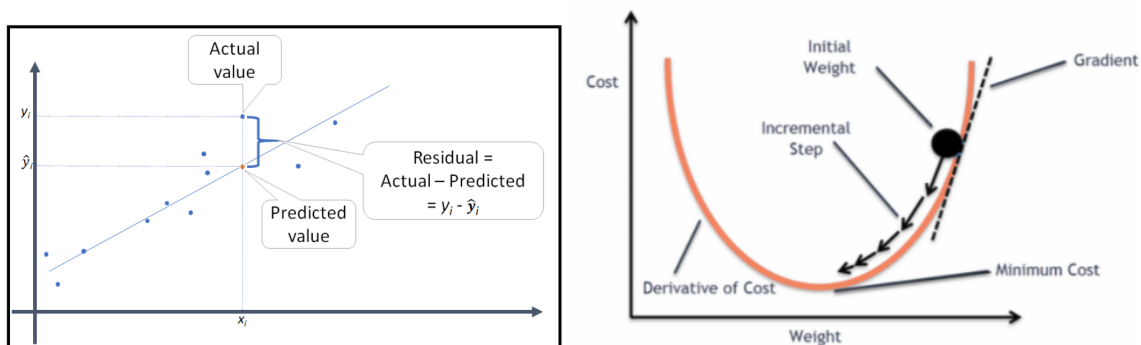 Actual
value
yᵢ
ŷᵢ
Residual =
Actual – Predicted
= yᵢ - ŷᵢ
Predicted
value
xᵢ
Cost
Initial
Weight
Gradient
Incremental
Step
Derivative of Cost
Minimum Cost
Weight